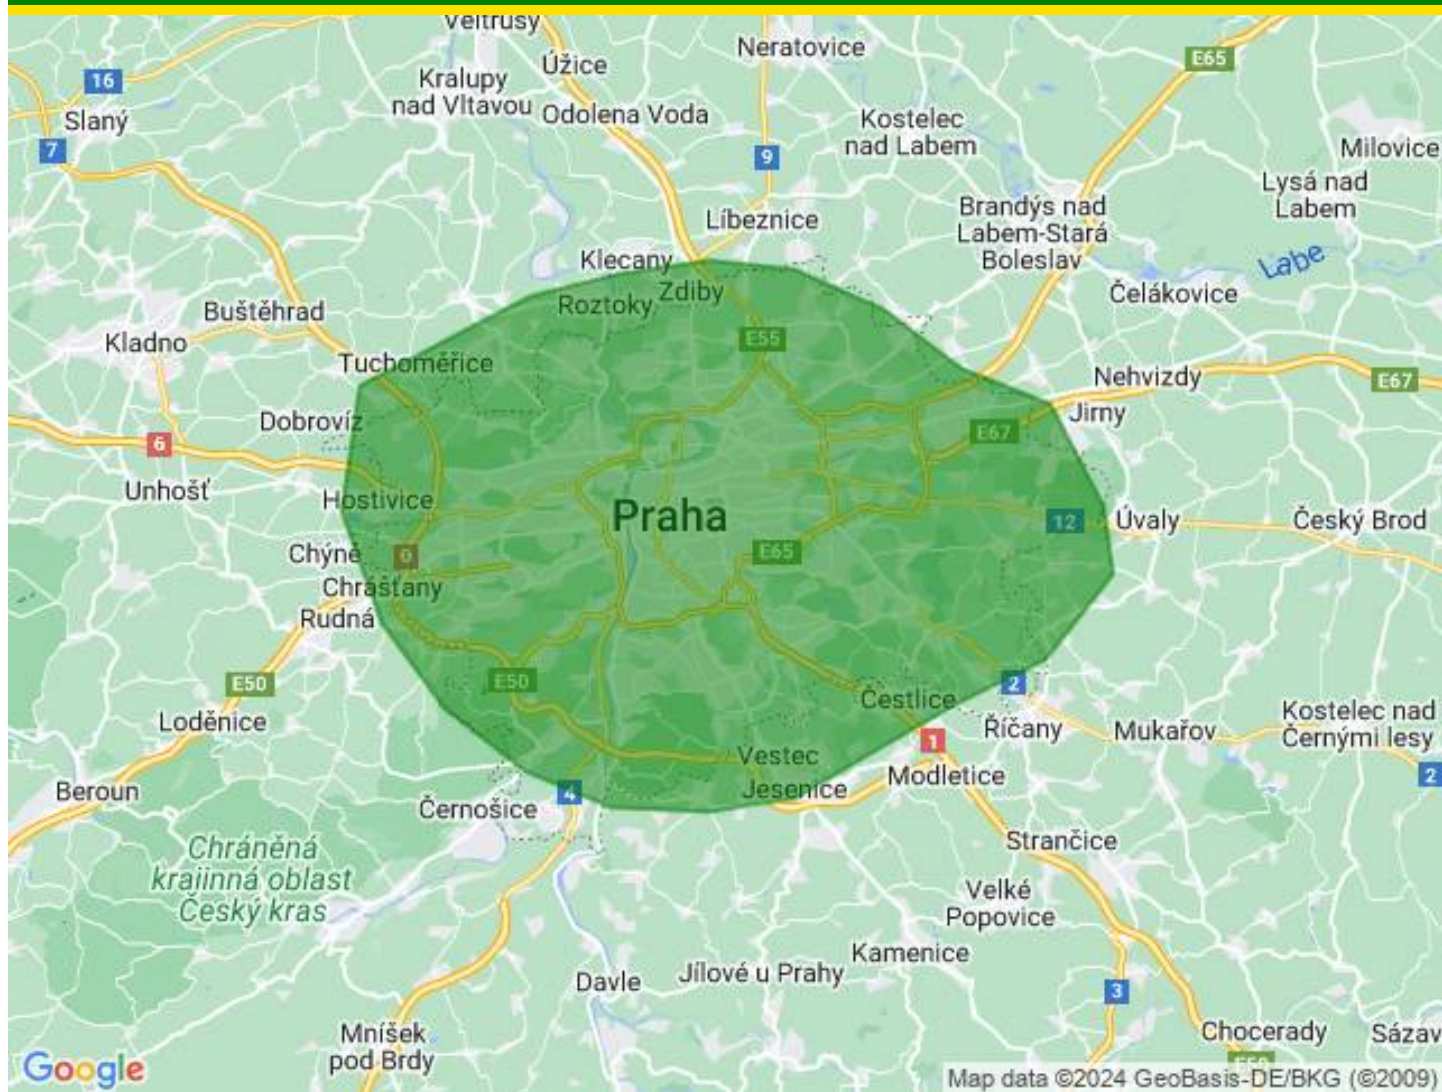 Veltrusy
Neratovice
Úžice
E65
16
Kralupy
nad Vltavou
Odolena Voda
Slaný
Kostelec
nad Labem
7
9
Milovice
Lysá nad
Labem
Brandýs nad
Labem-Stará
Boleslav
Líbeznice
Klecany
Labe
Zdiby
Roztoky
Čelákovice
Buštěhrad
Kladno
E55
Tuchoměřice
Nehvizdy
E67
Dobrovíz
Jirny
6
E67
Unhošť
Hostivice
Praha
12
Úvaly
Český Brod
Chýně
0
E65
Chrášťany
Rudná
E50
E50
2
Čestlice
Loděnice
Říčany
Mukařov
Kostelec nad
Černými lesy
1
Vestec
Modletice
2
Beroun
Jesenice
4
Černošice
Strančice
Chráněná
krajinná oblast
Český kras
Velké
Popovice
Kamenice
Davle
Jílové u Prahy
3
Mníšek
pod Brdy
Chocerady
Sázav
Google
Map data ©2024 GeoBasis-DE/BKG (©2009)